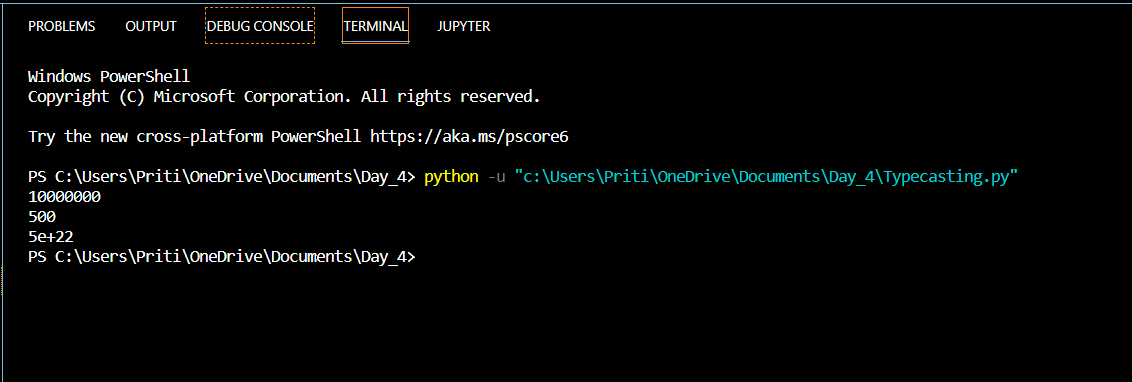 PROBLEMS OUTPUT DEBUG CONSOLE TERMINAL JUPYTER
Windows PowerShell
Copyright (C) Microsoft Corporation. All rights reserved.
Try the new cross-platform PowerShell https://aka.ms/pscore6
PS C:\Users\Priti\OneDrive\Documents\Day_4> python -u "c:\Users\Priti\OneDrive\Documents\Day_4\Typecasting.py"
10000000
500
5e+22
PS C:\Users\Priti\OneDrive\Documents\Day_4>